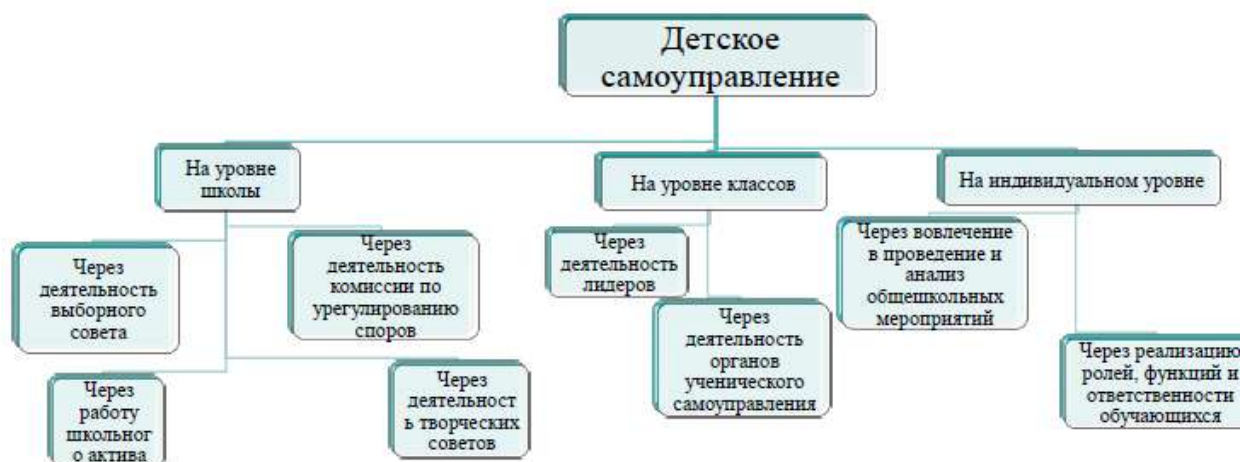 Детское
самоуправление
На уровне
школы
На уровне классов
На индивидуальном уровне
Через
деятельность
выборного
совета
Через
деятельность
комиссии по
урегулированию
споров
Через
работу
школьног
о актива
Через
деятельност
ь творческих
советов
Через
деятельность
лидеров
Через
деятельность
органов
ученического
самоуправления
Через вовлечение
в проведение и
анализ
общешкольных
мероприятий
Через реализацию
ролей, функций и
ответственности
обучающихся